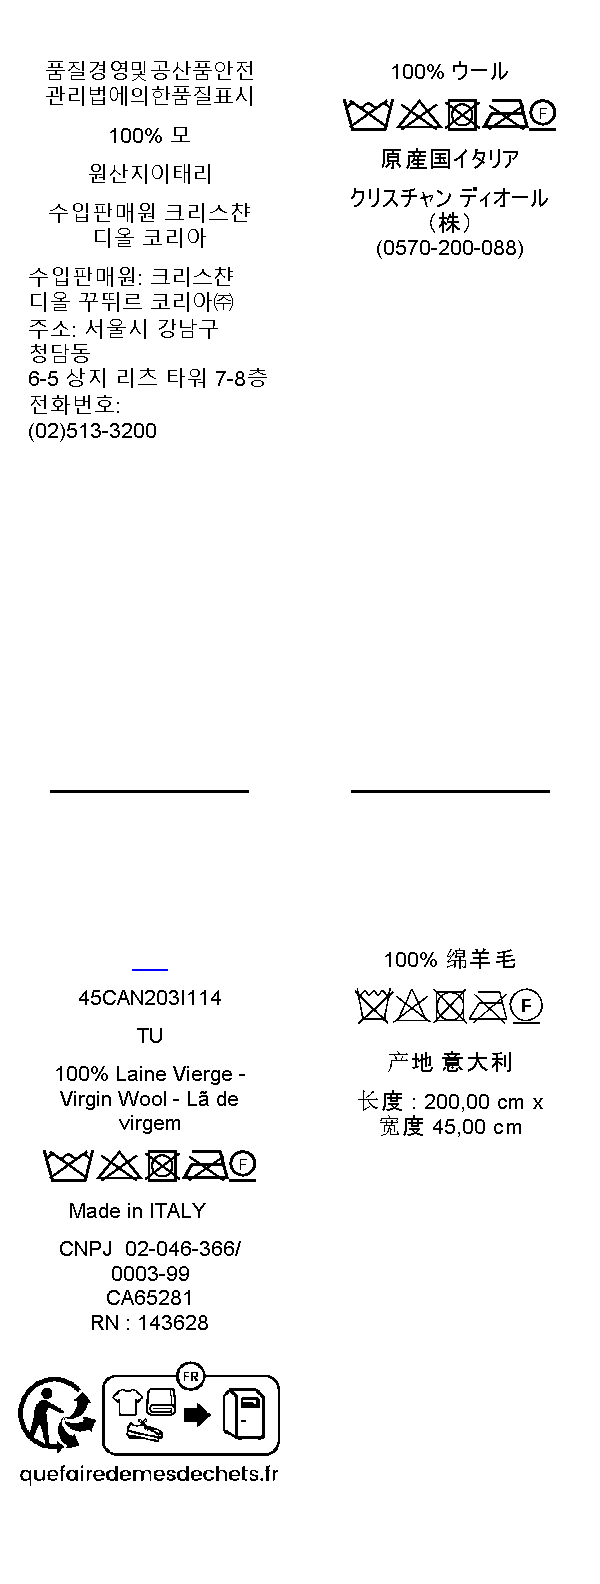 품질경영및공산품안전
관리법에의한품질표시
100% 모
원산지이태리
수입판매원 크리스챤
디올 코리아
수입판매원: 크리스챤
디올 꾸뛰르 코리아㈜
주소: 서울시 강남구
청담동
6-5 상지 리츠 타워 7-8층
전화번호:
(02)513-3200
100% ウール
F
原産国イタリア
クリスチャン ディオール
（株）
(0570-200-088)
45CAN203I114
TU
100% Laine Vierge -
Virgin Wool - Lã de
virgem
F
Made in ITALY
CNPJ 02-046-366/
0003-99
CA65281
RN : 143628
FR
quefairedemesdechets.fr
100% 绵羊毛
F
产地 意大利
长度 : 200,00 cm x
宽度 45,00 cm